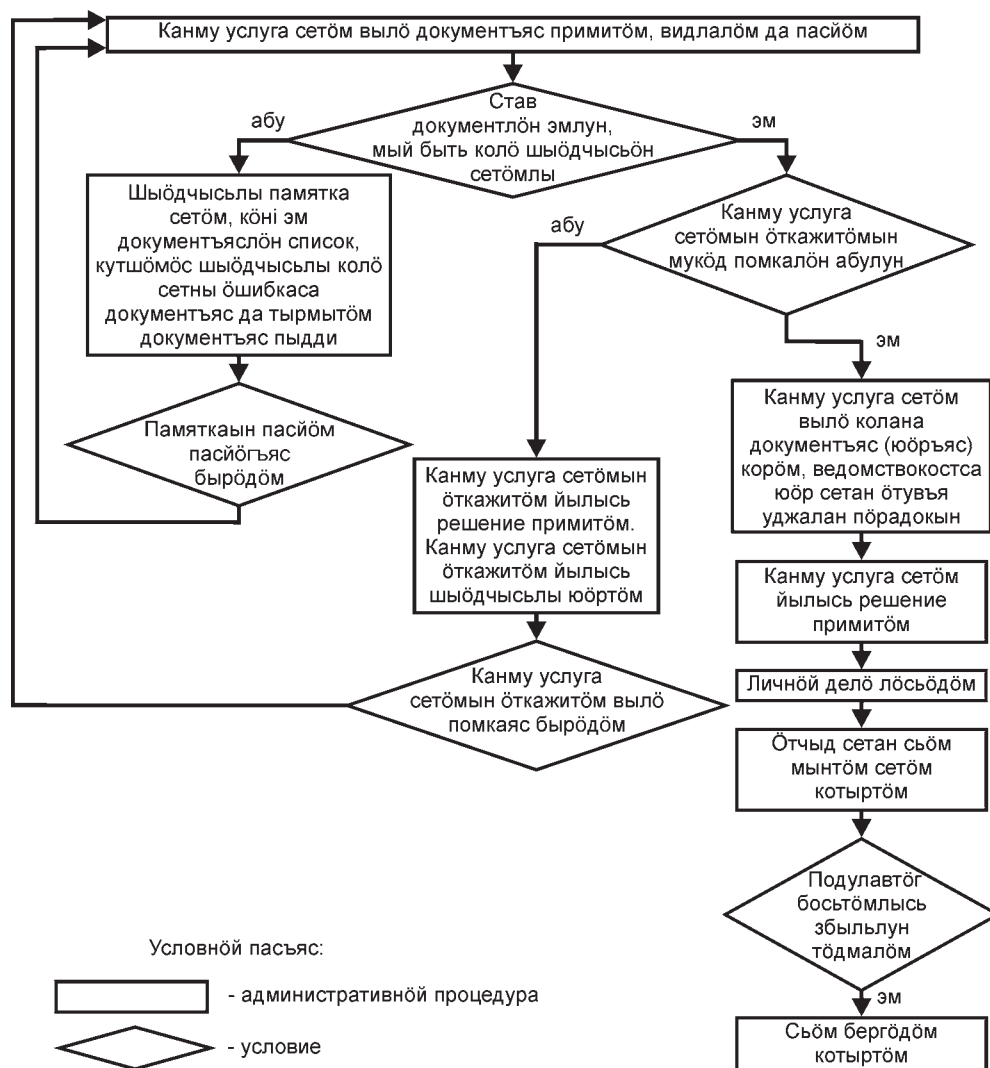 Канму услуга сетӧм вылӧ документъяс примитӧм, видлалӧм да пасйӧм
Став
документлӧн эмлун,
мый быть колӧ шыӧдчысьӧн
сетӧмлы
абу
эм
Шыӧдчысьлы памятка
сетӧм, кӧні эм
документъяслӧн список,
кутшӧмӧс шыӧдчысьлы колӧ
сетны ӧшибкаса
документъяс да тырмытӧм
документъяс пыдди
Памяткаын пасйӧм
пасйӧгъяс
бырӧдӧм
Канму услуга
сетӧмын ӧткажитӧмын
мукӧд помкалӧн абулун
абу
эм
Канму услуга сетӧмын
ӧткажитӧм йылысь
решение примитӧм.
Канму услуга сетӧмын
ӧткажитӧм йылысь
шыӧдчысьлы юӧртӧм
Канму услуга
сетӧмын ӧткажитӧм вылӧ
помкаяс бырӧдӧм
Канму услуга сетӧм
вылӧ колана
документъяс (юӧръяс)
корӧм, ведомствокостса
юӧр сетан ӧтувъя
уджалан пӧрадокын
Канму услуга сетӧм
йылысь решение
примитӧм
Личнӧй делӧ лӧсьӧдӧм
Ӧтчыд сетан сьӧм
мынтӧм сетӧм
котыртӧм
Подулавтӧг
босьтӧмлысь
збыльлун
тӧдмалӧм
эм
Сьӧм бергӧдӧм
котыртӧм
Условнӧй пасъяс:
- административнӧй процедура
- условие